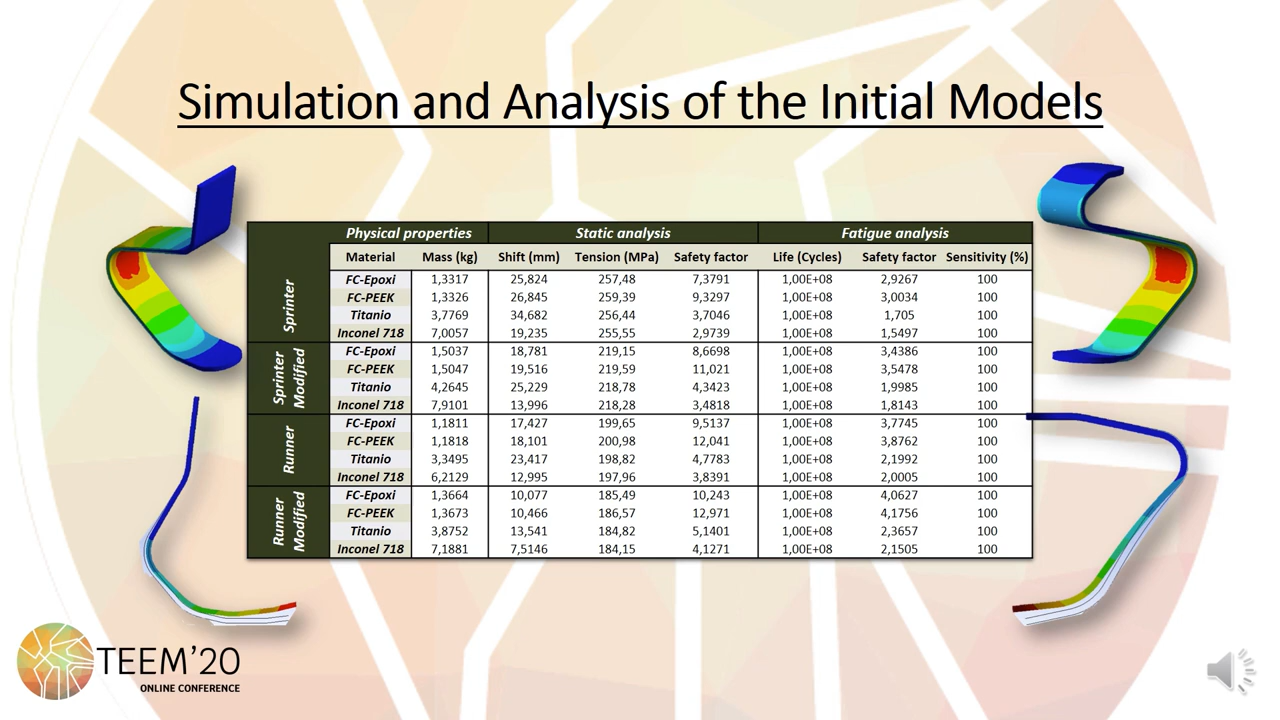 Simulation and Analysis of the Initial Models
Physical properties Static analysis Fatigue analysis
Material Mass (kg) Shift (mm) Tension (MPa) Safety factor Life (Cycles) Safety factor Sensitivity (%)
Sprinter
FC-Epoxi 1,3317 25,824 257,48 7,3791 1,00E+08 2,9267 100
FC-PEEK 1,3326 26,845 259,39 9,3297 1,00E+08 3,0034 100
Titanio 3,7769 34,682 256,44 3,7046 1,00E+08 1,705 100
Inconel 718 7,0057 19,235 255,55 2,9739 1,00E+08 1,5497 100
Sprinter
Modified
FC-Epoxi 1,5037 18,781 219,15 8,6698 1,00E+08 3,4386 100
FC-PEEK 1,5047 19,516 219,59 11,021 1,00E+08 3,5478 100
Titanio 4,2645 25,229 218,78 4,3423 1,00E+08 1,9985 100
Inconel 718 7,9101 13,996 218,28 3,4818 1,00E+08 1,8143 100
Runner
FC-Epoxi 1,1811 17,427 199,65 9,5137 1,00E+08 3,7745 100
FC-PEEK 1,1818 18,101 200,98 12,041 1,00E+08 3,8762 100
Titanio 3,3495 23,417 198,82 4,7783 1,00E+08 2,1992 100
Inconel 718 6,2129 12,995 197,96 3,8391 1,00E+08 2,0005 100
Runner
Modified
FC-Epoxi 1,3664 10,077 185,49 10,243 1,00E+08 4,0627 100
FC-PEEK 1,3673 10,466 186,57 12,971 1,00E+08 4,1756 100
Titanio 3,8752 13,541 184,82 5,1401 1,00E+08 2,3657 100
Inconel 718 7,1881 7,5146 184,15 4,1271 1,00E+08 2,1505 100
TEEM'20
ONLINE CONFERENCE